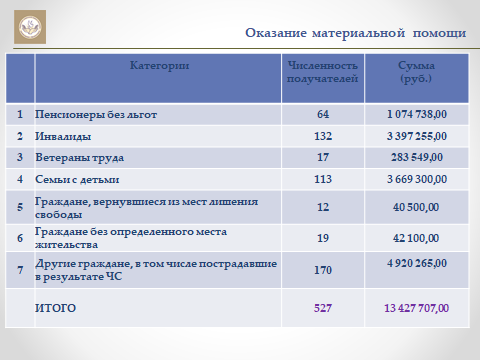 Оказание материальной помощи
Категории Численность получателей Сумма (руб.)
1 Пенсионеры без льгот 64 1 074 738,00
2 Инвалиды 132 3 397 255,00
3 Ветераны труда 17 283 549,00
4 Семьи с детьми 113 3 669 300,00
5 Граждане, вернувшиеся из мест лишения свободы 12 40 500,00
6 Граждане без определенного места жительства 19 42 100,00
7 Другие граждане, в том числе пострадавшие в результате ЧС 170 4 920 265,00
ИТОГО 527 13 427 707,00